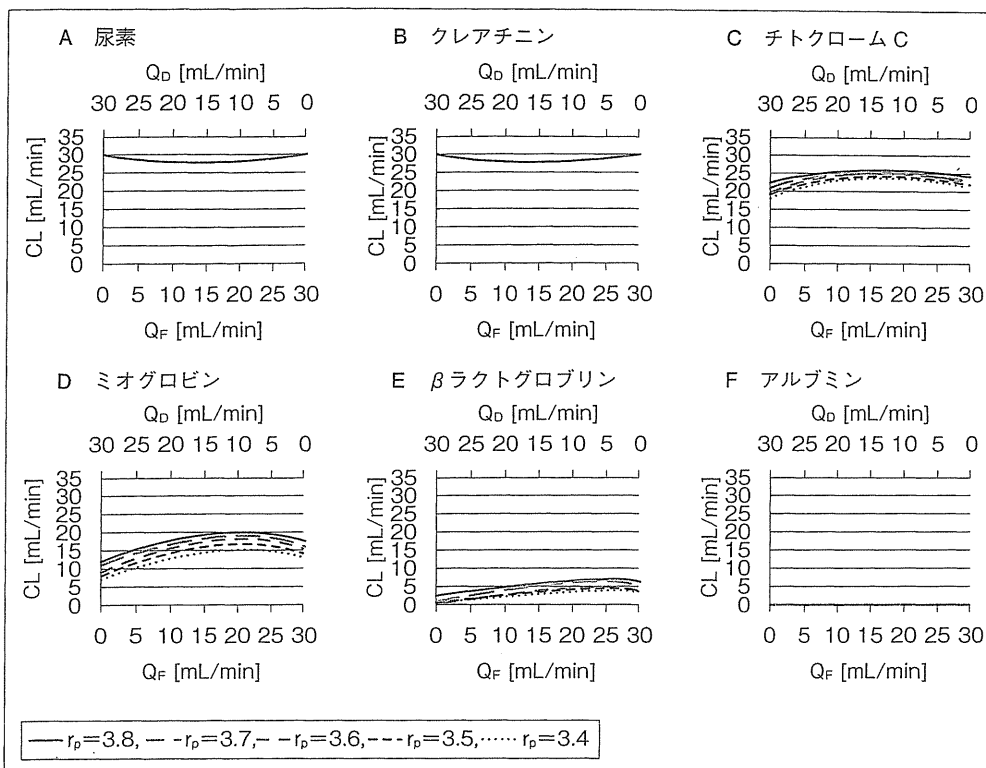 A 尿素
Q_D [mL/min]
30 25 20 15 10 5 0
CL [mL/min]
35
30
25
20
15
10
5
0
0 5 10 15 20 25 30
Q_F [mL/min]
B クレアチニン
Q_D [mL/min]
30 25 20 15 10 5 0
CL [mL/min]
35
30
25
20
15
10
5
0
0 5 10 15 20 25 30
Q_F [mL/min]
C チトクローム C
Q_D [mL/min]
30 25 20 15 10 5 0
CL [mL/min]
35
30
25
20
15
10
5
0
0 5 10 15 20 25 30
Q_F [mL/min]
D ミオグロビン
Q_D [mL/min]
30 25 20 15 10 5 0
CL [mL/min]
35
30
25
20
15
10
5
0
0 5 10 15 20 25 30
Q_F [mL/min]
E βラクトグロブリン
Q_D [mL/min]
30 25 20 15 10 5 0
CL [mL/min]
35
30
25
20
15
10
5
0
0 5 10 15 20 25 30
Q_F [mL/min]
F アルブミン
Q_D [mL/min]
30 25 20 15 10 5 0
CL [mL/min]
35
30
25
20
15
10
5
0
0 5 10 15 20 25 30
Q_F [mL/min]
r_p=3.8, r_p=3.7, r_p=3.6, r_p=3.5, r_p=3.4